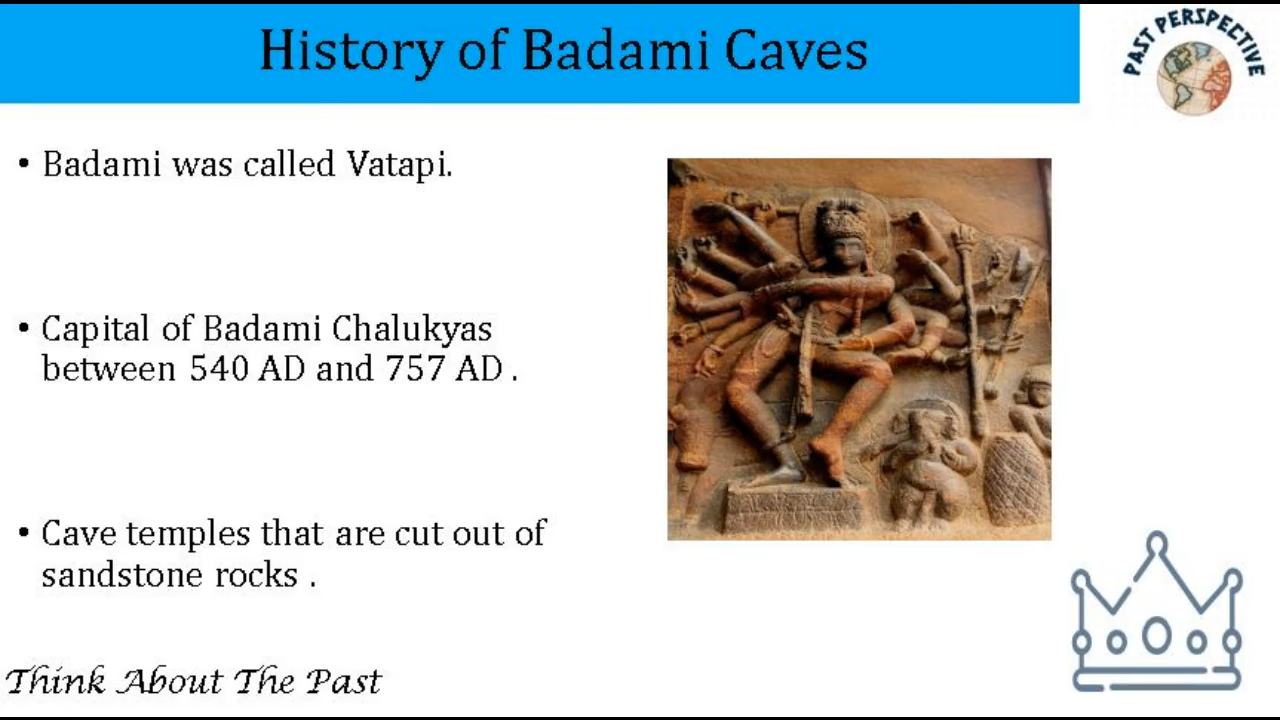 History of Badami Caves
PAST PERSPECTIVE
• Badami was called Vatapi.
• Capital of Badami Chalukyas
between 540 AD and 757 AD .
• Cave temples that are cut out of
sandstone rocks .
Think About The Past